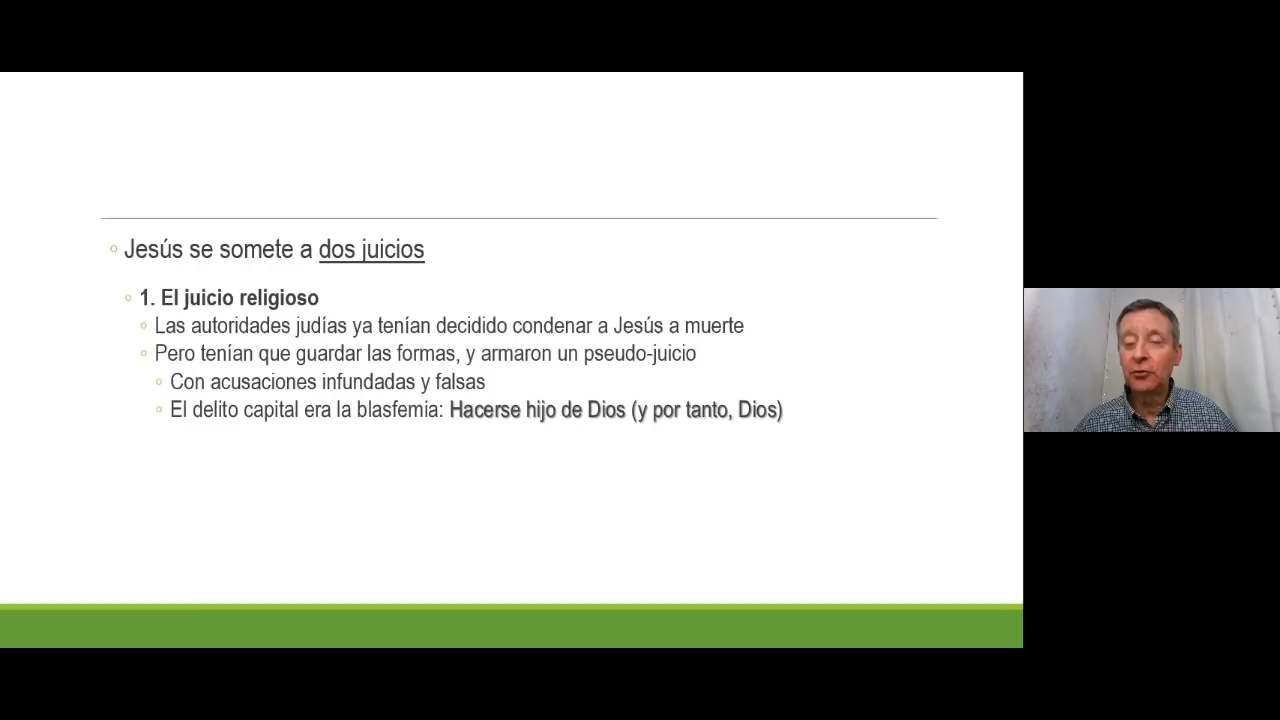 Jesús se somete a dos juicios
1. El juicio religioso
Las autoridades judías ya tenían decidido condenar a Jesús a muerte
Pero tenían que guardar las formas, y armaron un pseudo-juicio
Con acusaciones infundadas y falsas
El delito capital era la blasfemia: Hacerse hijo de Dios (y por tanto, Dios)